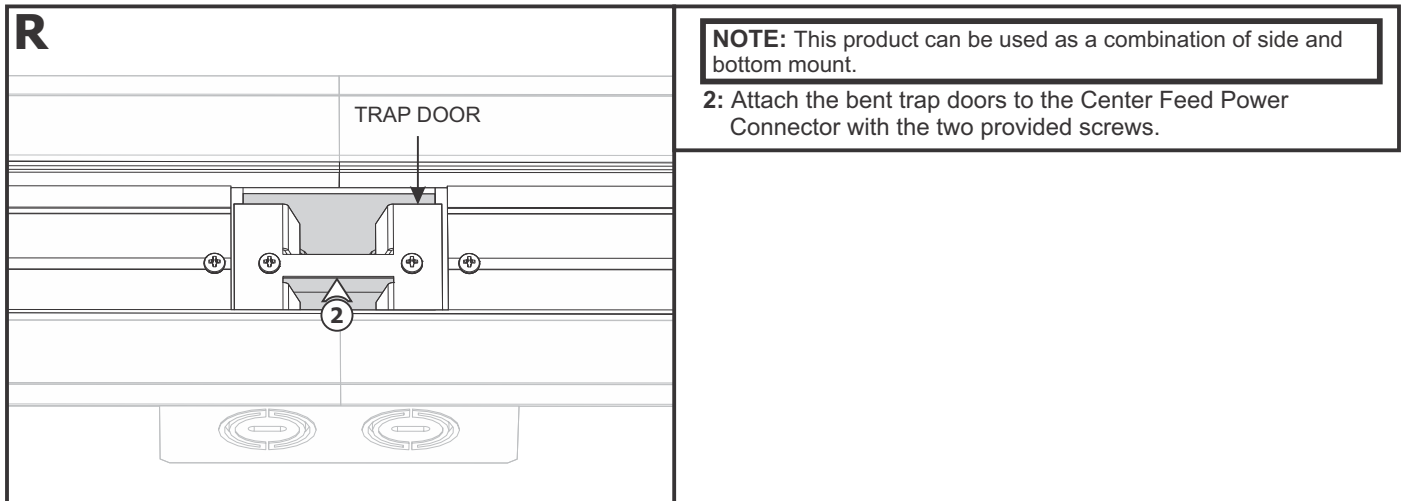 R
TRAP DOOR
2
NOTE: This product can be used as a combination of side and
bottom mount.
2: Attach the bent trap doors to the Center Feed Power
Connector with the two provided screws.